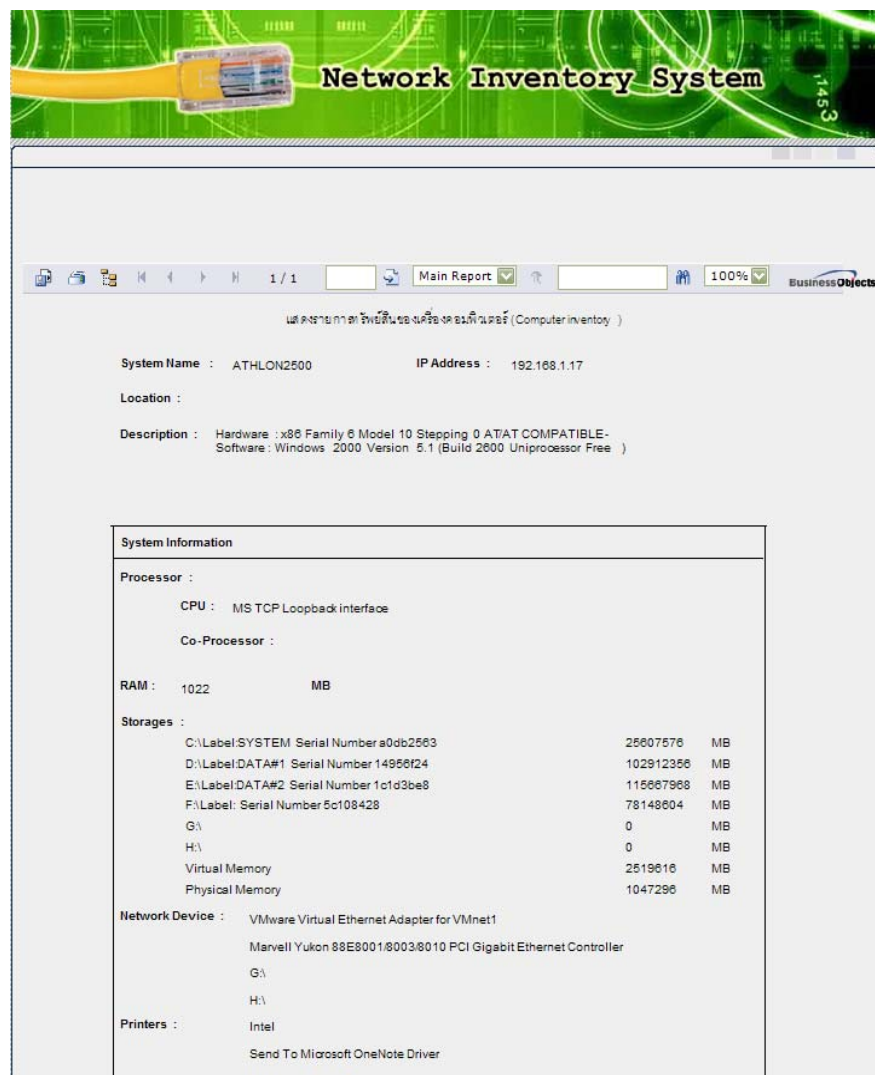 Network Inventory System
1453
1 / 1 Main Report 100% BusinessObjects
แสดงรายการทรัพย์สินของเครื่องคอมพิวเตอร์ (Computer inventory )
System Name : ATHLON2500 IP Address : 192.168.1.17
Location :
Description : Hardware : x86 Family 6 Model 10 Stepping 0 AT/AT COMPATIBLE-
Software : Windows 2000 Version 5.1 (Build 2600 Uniprocessor Free )
System Information
Processor :
CPU : MS TCP Loopback interface
Co-Processor :
RAM : 1022 MB
Storages :
C:\Label:SYSTEM Serial Number a0db2563 25607576 MB
D:\Label:DATA#1 Serial Number 14956f24 102912356 MB
E:\Label:DATA#2 Serial Number 1c1d3be8 115667968 MB
F:\Label: Serial Number 5c108428 78148604 MB
G:\ 0 MB
H:\ 0 MB
Virtual Memory 2519616 MB
Physical Memory 1047296 MB
Network Device : VMware Virtual Ethernet Adapter for VMnet1
Marvell Yukon 88E8001/8003/8010 PCI Gigabit Ethernet Controller
G:\
H:\
Printers : Intel
Send To Microsoft OneNote Driver